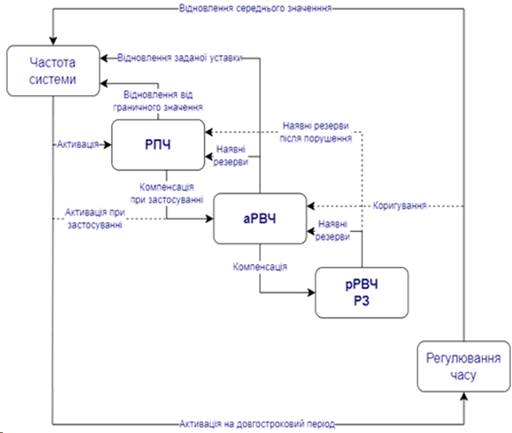 Відновлення середнього значенння
Частота
системи
Відновлення заданої уставки
Відновлення від
граничного значення
Наявні резерви
після порушення
Активація
РПЧ
Наявні
резерви
Компенсація
при застосуванні
Активація при
застосуванні
аРВЧ
Коригування
Наявні
резерви
Компенсація
рРВЧ
РЗ
Регулювання
часу
Активація на довгостроковий період